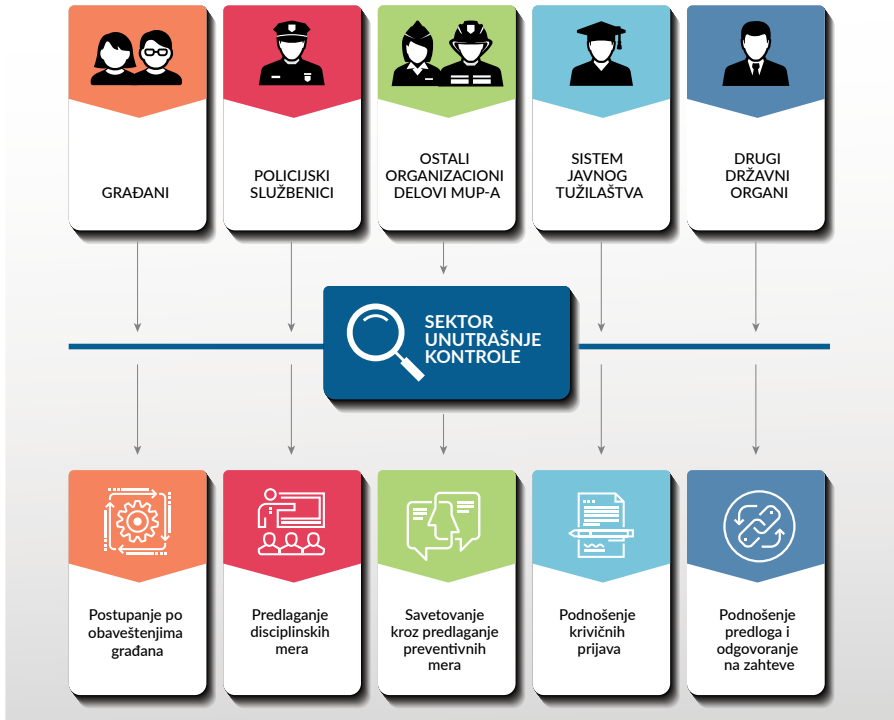 GRAĐANI
POLICIJSKI
SLUŽBENICI
OSTALI
ORGANIZACIONI
DELOVI MUP-A
SISTEM
JAVNOG
TUŽILAŠTVA
DRUGI
DRŽAVNI
ORGANI
SEKTOR
UNUTRAŠNJE
KONTROLE
Postupanje po
obaveštenjima
građana
Predlaganje
disciplinskih
mera
Savetovanje
kroz predlaganje
preventivnih
mera
Podnošenje
krivičnih
prijava
Podnošenje
predloga i
odgovoranje
na zahteve